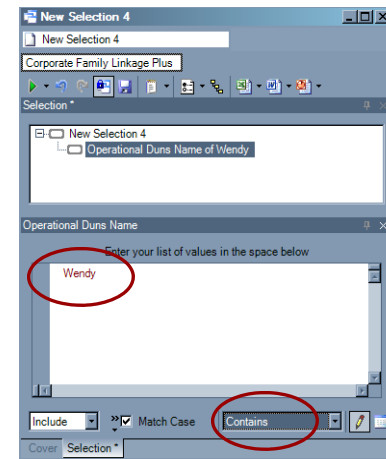 New Selection 4
New Selection 4
Corporate Family Linkage Plus
Selection *
New Selection 4
Operational Duns Name of Wendy
Operational Duns Name
Enter your list of values in the space below
Wendy
Include Match Case Contains
Cover Selection *